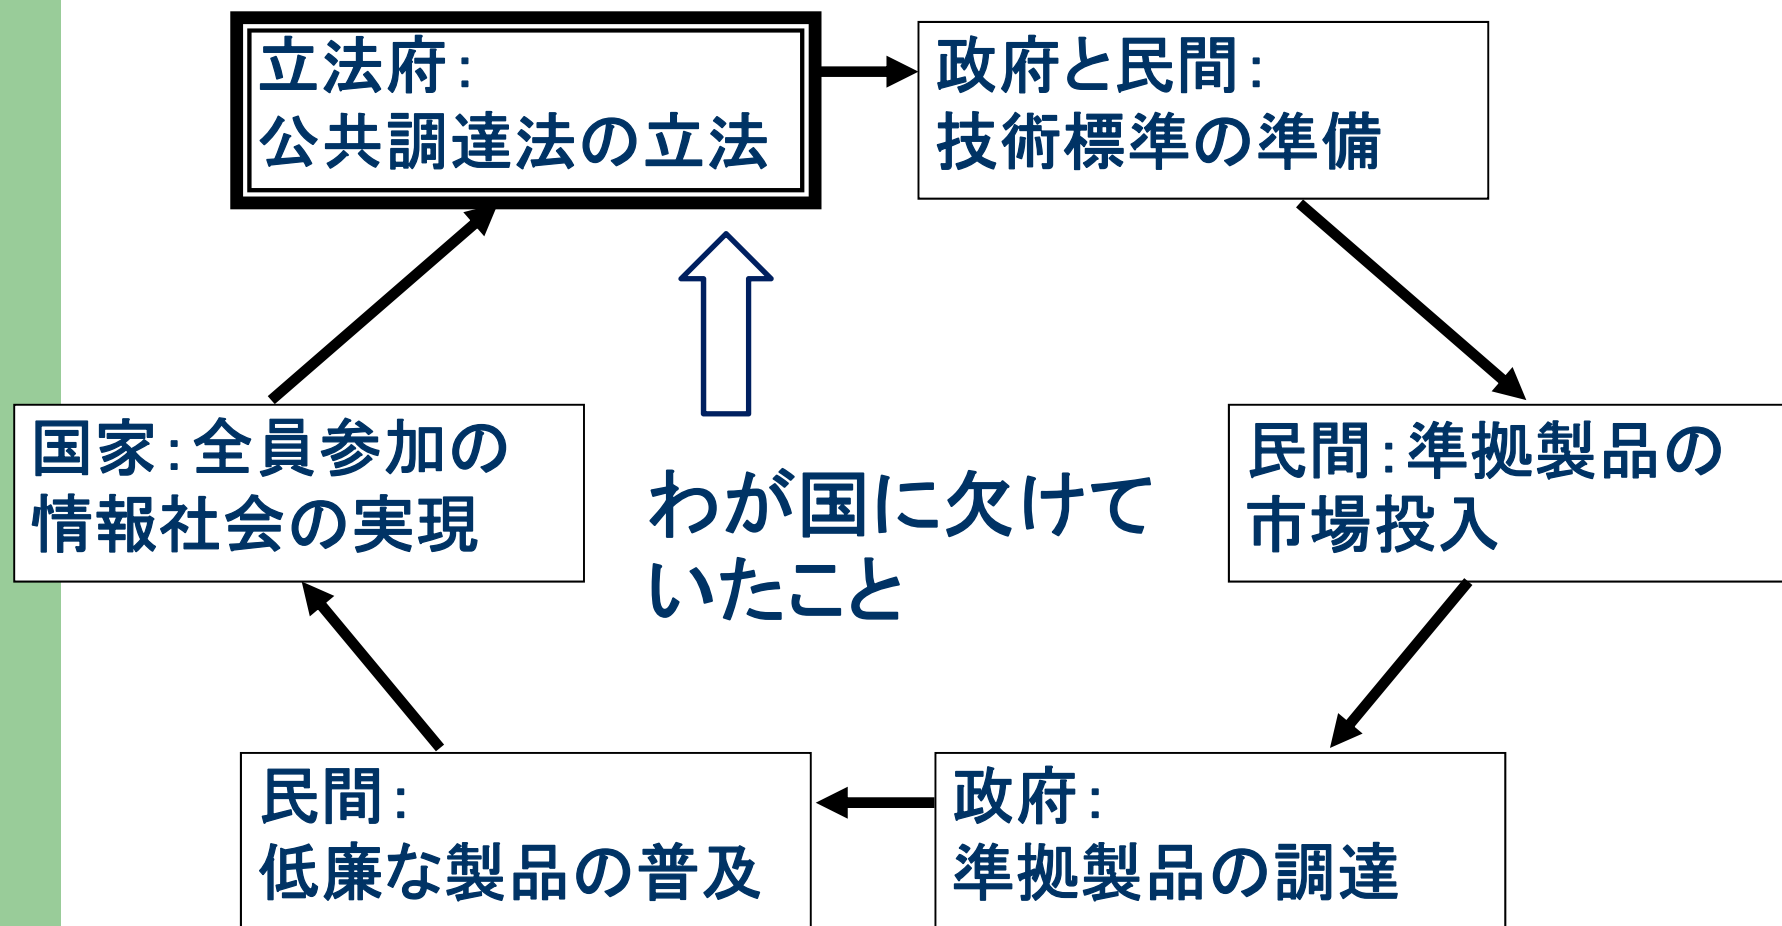 立法府：
公共調達法の立法
政府と民間：
技術標準の準備
国家：全員参加の
情報社会の実現
わが国に欠けて
いたこと
民間：準拠製品の
市場投入
民間：
低廉な製品の普及
政府：
準拠製品の調達